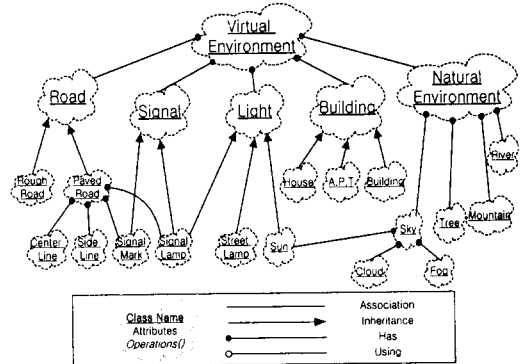 Virtual
Environment
Road
Signal
Light
Building
Natural
Environment
Rough
Road
Paved
Road
House
A.P.T
Building
River
Center
Line
Side
Line
Signal
Mark
Signal
Lamp
Street
Lamp
Sun
Sky
Tree
Mountain
Cloud
Fog
Class Name
Attributes
Operations()
Association
Inheritance
Has
Using